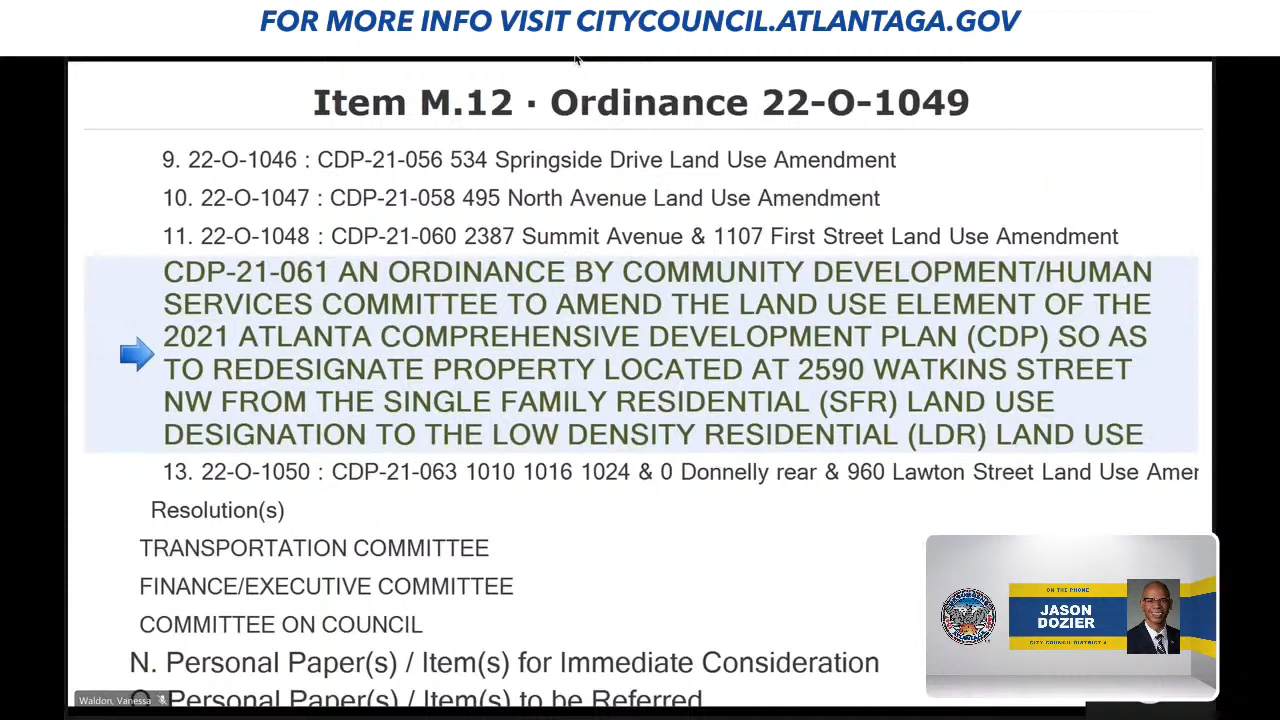 FOR MORE INFO VISIT CITYCOUNCIL.ATLANTAGA.GOV
Item M.12 · Ordinance 22-O-1049
9. 22-O-1046 : CDP-21-056 534 Springside Drive Land Use Amendment
10. 22-O-1047 : CDP-21-058 495 North Avenue Land Use Amendment
11. 22-O-1048 : CDP-21-060 2387 Summit Avenue & 1107 First Street Land Use Amendment
CDP-21-061 AN ORDINANCE BY COMMUNITY DEVELOPMENT/HUMAN
SERVICES COMMITTEE TO AMEND THE LAND USE ELEMENT OF THE
2021 ATLANTA COMPREHENSIVE DEVELOPMENT PLAN (CDP) SO AS
TO REDESIGNATE PROPERTY LOCATED AT 2590 WATKINS STREET
NW FROM THE SINGLE FAMILY RESIDENTIAL (SFR) LAND USE
DESIGNATION TO THE LOW DENSITY RESIDENTIAL (LDR) LAND USE
13. 22-O-1050 : CDP-21-063 1010 1016 1024 & 0 Donnelly rear & 960 Lawton Street Land Use Amer
Resolution(s)
TRANSPORTATION COMMITTEE
FINANCE/EXECUTIVE COMMITTEE
COMMITTEE ON COUNCIL
N. Personal Paper(s) / Item(s) for Immediate Consideration
Personal Paper(s) / Item(s) to be Referred
Waldon, Vanessa
ON THE PHONE
JASON
DOZIER
CITY COUNCIL DISTRICT 4